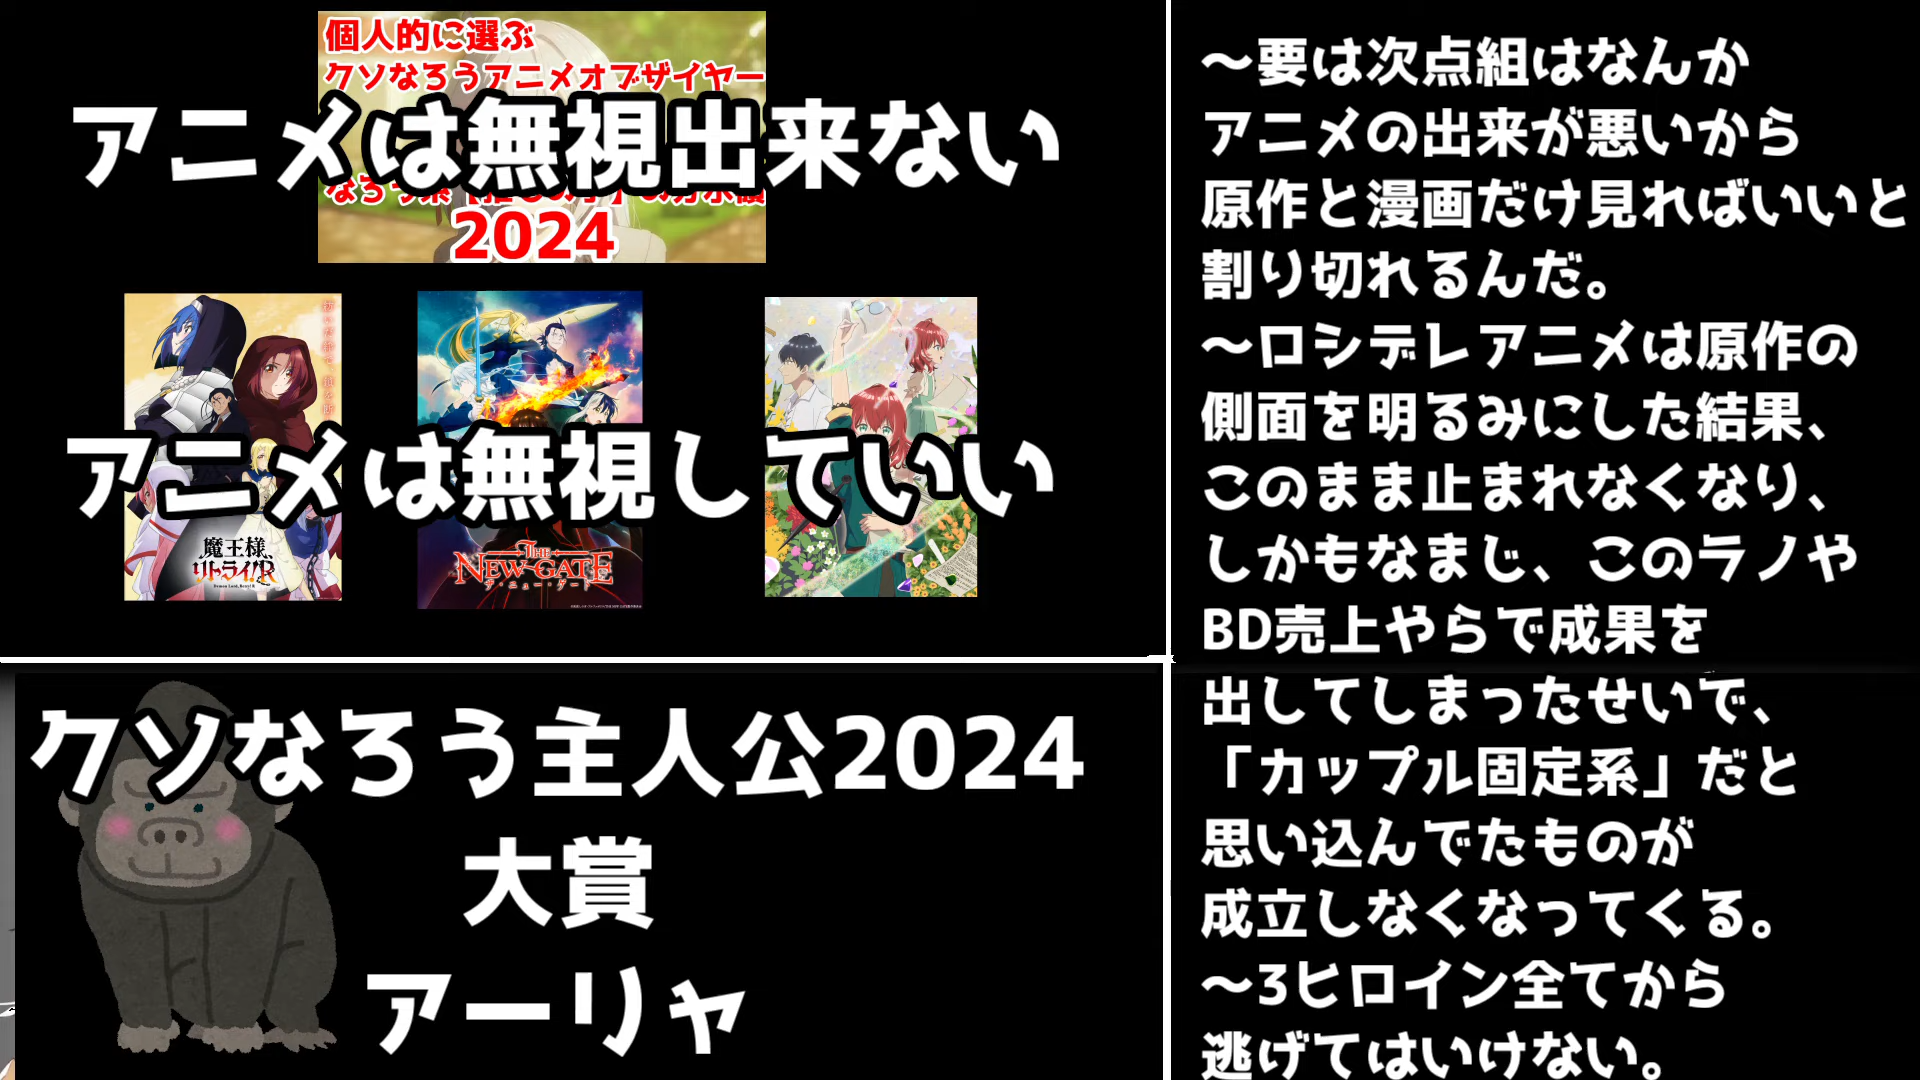 個人的に選ぶ
クソなろうアニメオブザイヤー
アニメは無視出来ない
2024
魔王様、
リトライ!R
Demon Lord, Retry! R
THE
NEW GATE
ザ・ニュー・ゲート
アニメは無視していい
クソなろう主人公2024
大賞
アーリャ
～要は次点組はなんか
アニメの出来が悪いから
原作と漫画だけ見ればいいと
割り切れるんだ。
～ロシデレアニメは原作の
側面を明るみにした結果、
このまま止まれなくなり、
しかもなまじ、このラノや
BD売上やらで成果を
出してしまったせいで、
「カップル固定系」だと
思い込んでたものが
成立しなくなってくる。
～3ヒロイン全てから
逃げてはいけない。